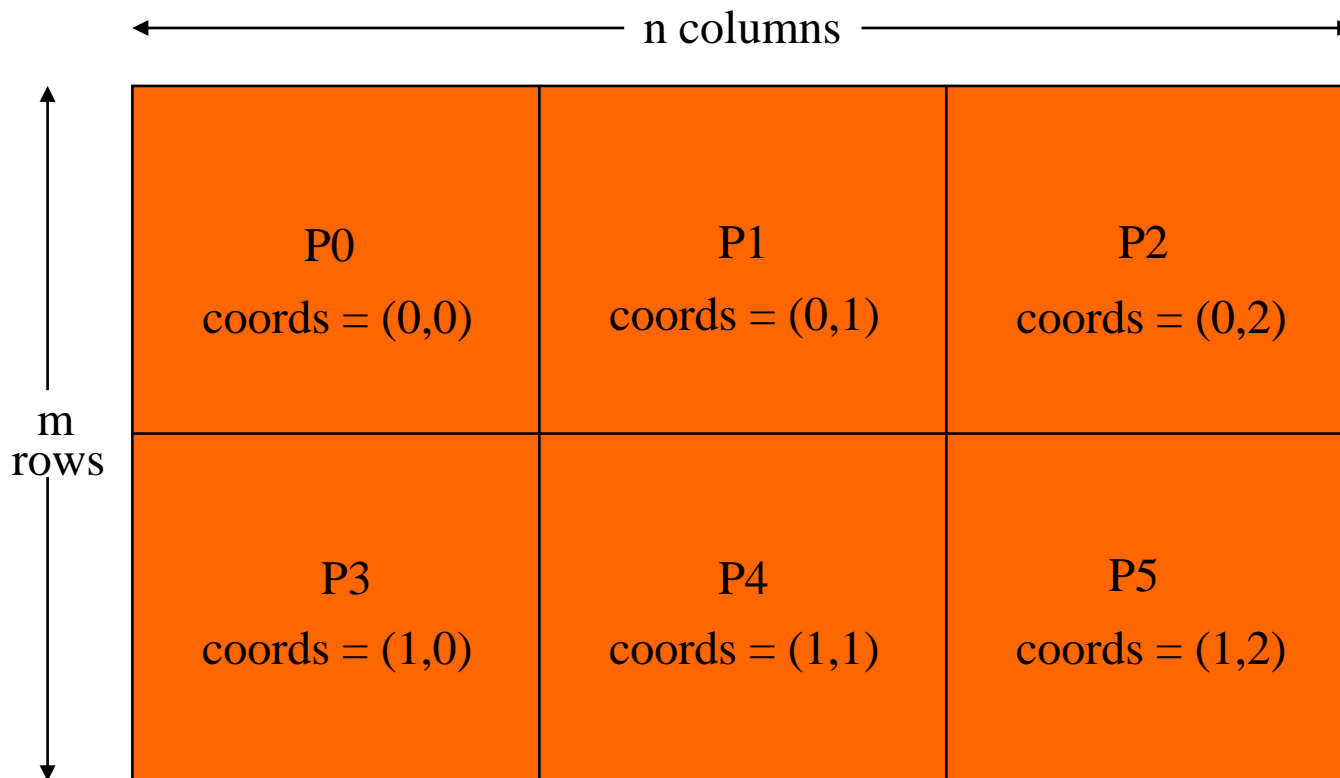 n columns
P0
coords = (0,0)
P1
coords = (0,1)
P2
coords = (0,2)
m
rows
P3
coords = (1,0)
P4
coords = (1,1)
P5
coords = (1,2)